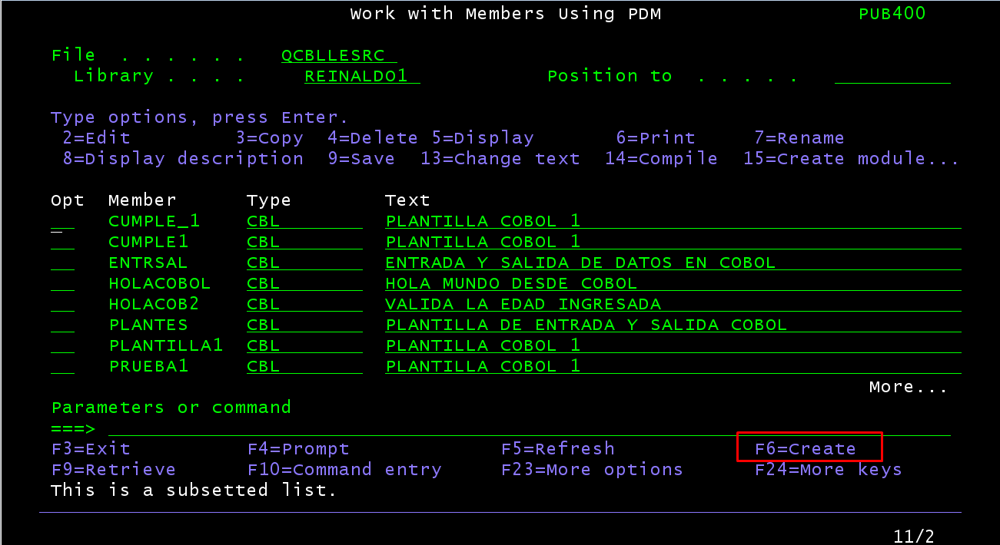 Work with Members Using PDM PUB400
File . . . . . . QCBLLESRC
Library . . . . REINALDO1 Position to . . . . .
Type options, press Enter.
2=Edit 3=Copy 4=Delete 5=Display 6=Print 7=Rename
8=Display description 9=Save 13=Change text 14=Compile 15=Create module...
Opt Member Type Text
CUMPLE_1 CBL PLANTILLA COBOL 1
CUMPLE1 CBL PLANTILLA COBOL 1
ENTRSAL CBL ENTRADA Y SALIDA DE DATOS EN COBOL
HOLACOBOL CBL HOLA MUNDO DESDE COBOL
HOLACOB2 CBL VALIDA LA EDAD INGRESADA
PLANTES CBL PLANTILLA DE ENTRADA Y SALIDA COBOL
PLANTILLA1 CBL PLANTILLA COBOL 1
PRUEBA1 CBL PLANTILLA COBOL 1
More...
Parameters or command
===>
F3=Exit F4=Prompt F5=Refresh F6=Create
F9=Retrieve F10=Command entry F23=More options F24=More keys
This is a subsetted list.
11/2